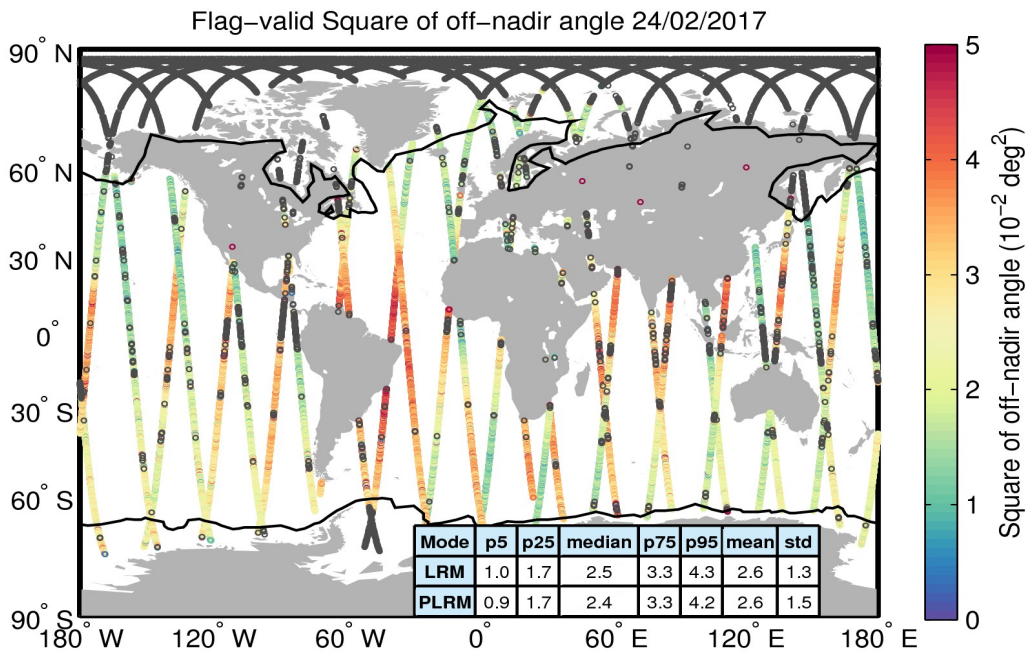 Flag-valid Square of off-nadir angle 24/02/2017
90° N
60° N
30° N
0°
30° S
60° S
90° S
180° W
120° W
60° W
0°
60° E
120° E
180° E
Mode p5 p25 median p75 p95 mean std
LRM 1.0 1.7 2.5 3.3 4.3 2.6 1.3
PLRM 0.9 1.7 2.4 3.3 4.2 2.6 1.5
5
4
3
2
1
0
Square of off-nadir angle (10⁻² deg²)